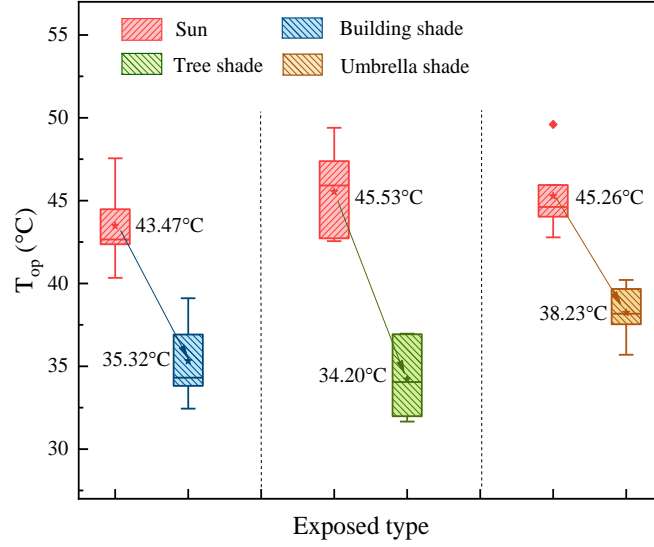 Sun
Building shade
Tree shade
Umbrella shade
55
50
45
40
35
30
T_op (°C)
43.47°C
35.32°C
45.53°C
34.20°C
45.26°C
38.23°C
Exposed type